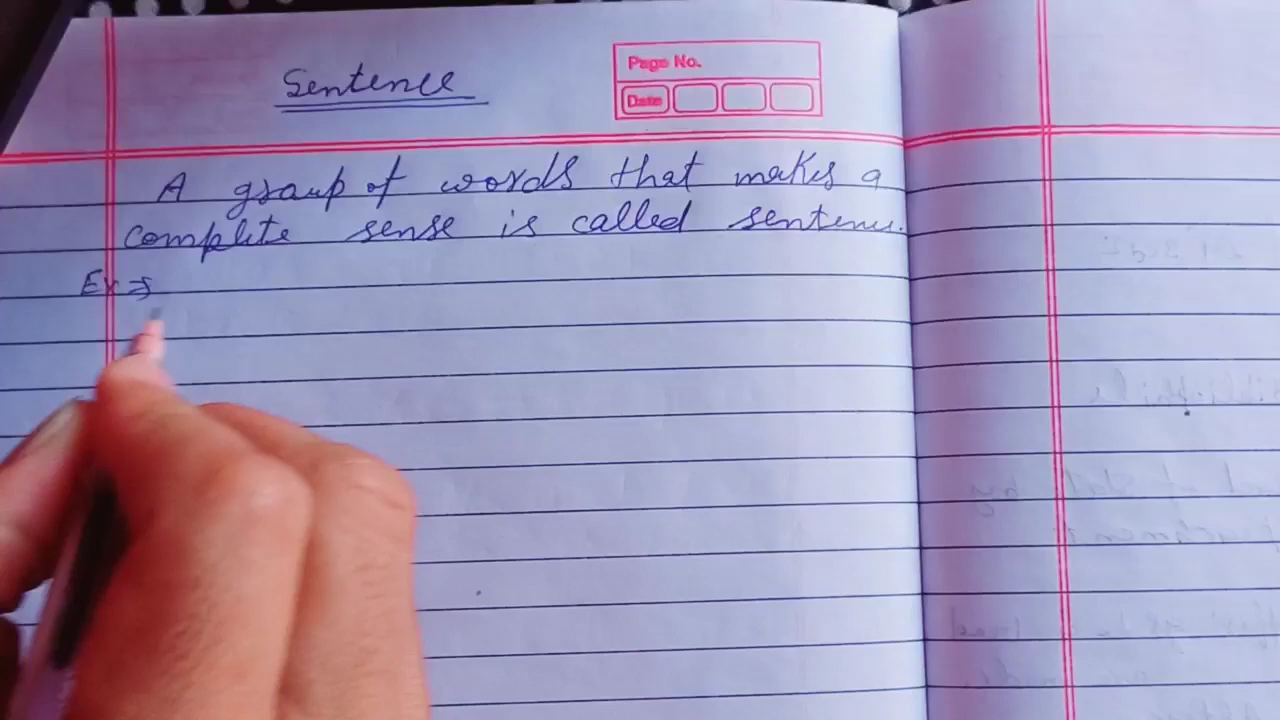 Sentence
Page No.
Date
A group of words that makes a
complete sense is called sentence.
Ex ⇒